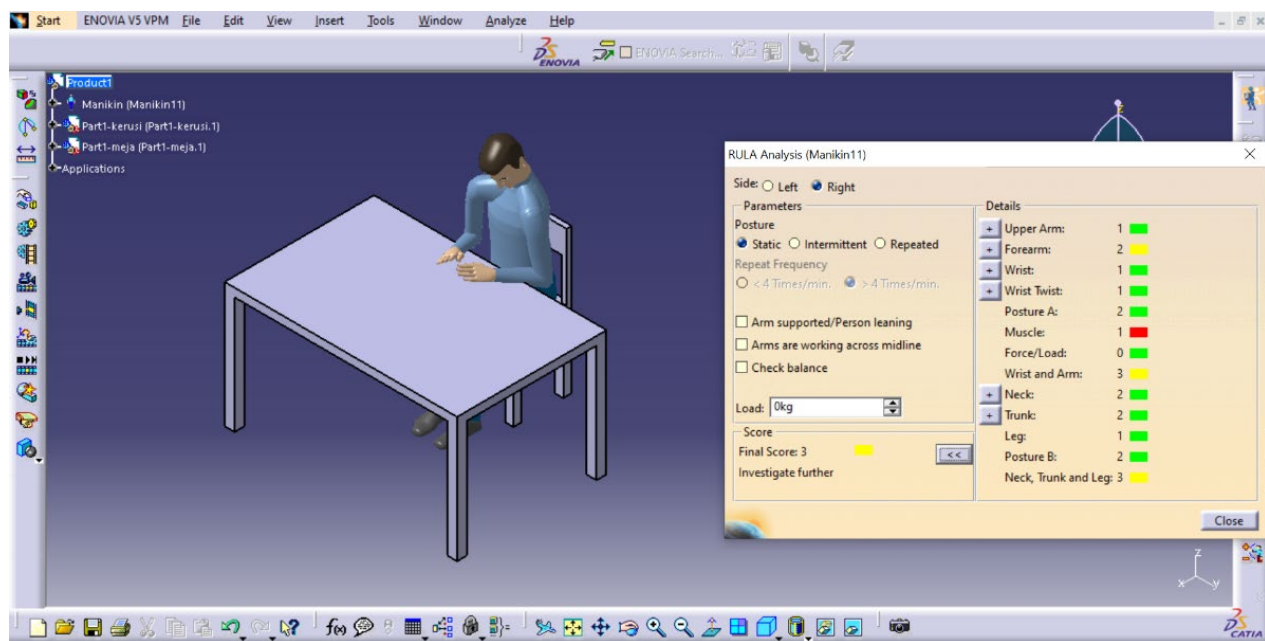 Start ENOVIA V5 VPM File Edit View Insert Tools Window Analyze Help
DS ENOVIA ENOVIA Search...
Product1
Manikin (Manikin11)
Part1-kerusi (Part1-kerusi.1)
Part1-meja (Part1-meja.1)
Applications
z
RULA Analysis (Manikin11)
Side: Left Right
Parameters
Posture
Static Intermittent Repeated
Repeat Frequency
< 4 Times/min. > 4 Times/min.
Arm supported/Person leaning
Arms are working across midline
Check balance
Load: 0kg
Score
Final Score: 3
<<
Investigate further
Details
+ Upper Arm: 1
+ Forearm: 2
+ Wrist: 1
+ Wrist Twist: 1
Posture A: 2
Muscle: 1
Force/Load: 0
Wrist and Arm: 3
+ Neck: 2
+ Trunk: 2
Leg: 1
Posture B: 2
Neck, Trunk and Leg: 3
Close
z
x y
f(x)
DS CATIA